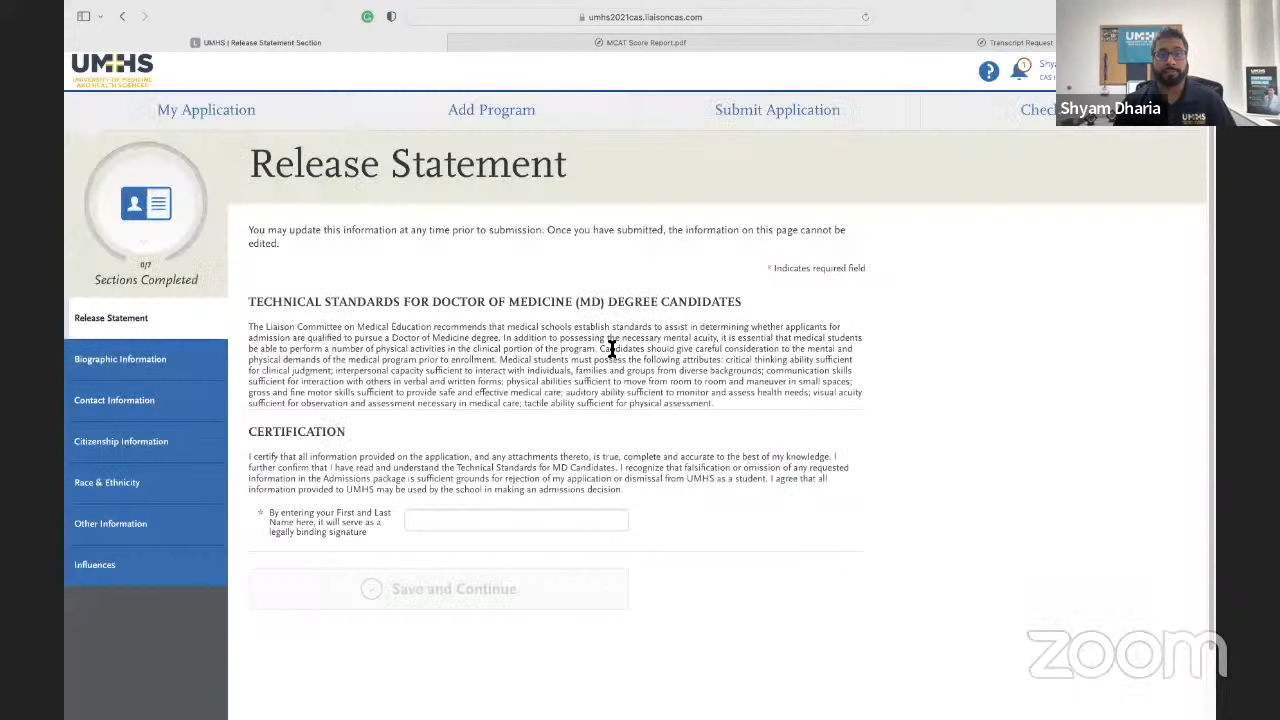 umhs2021cas.liaisoncas.com
UMHS | Release Statement Section
MCAT Score Report.pdf
Transcript Request
UMHS
UNIVERSITY OF MEDICINE
AND HEALTH SCIENCES
?
1
Shy
CAS I
My Application
Add Program
Submit Application
Chec
Shyam Dharia
UMHS
Release Statement
0/7
Sections Completed
Release Statement
Biographic Information
Contact Information
Citizenship Information
Race & Ethnicity
Other Information
Influences
You may update this information at any time prior to submission. Once you have submitted, the information on this page cannot be
edited.
* Indicates required field
TECHNICAL STANDARDS FOR DOCTOR OF MEDICINE (MD) DEGREE CANDIDATES
The Liaison Committee on Medical Education recommends that medical schools establish standards to assist in determining whether applicants for
admission are qualified to pursue a Doctor of Medicine degree. In addition to possessing the necessary mental acuity, it is essential that medical students
be able to perform a number of physical activities in the clinical portion of the program. Candidates should give careful consideration to the mental and
physical demands of the medical program prior to enrollment. Medical students must possess the following attributes: critical thinking ability sufficient
for clinical judgment; interpersonal capacity sufficient to interact with individuals, families and groups from diverse backgrounds; communication skills
sufficient for interaction with others in verbal and written forms; physical abilities sufficient to move from room to room and maneuver in small spaces;
gross and fine motor skills sufficient to provide safe and effective medical care; auditory ability sufficient to monitor and assess health needs; visual acuity
sufficient for observation and assessment necessary in medical care; tactile ability sufficient for physical assessment.
CERTIFICATION
I certify that all information provided on the application, and any attachments thereto, is true, complete and accurate to the best of my knowledge. I
further confirm that I have read and understand the Technical Standards for MD Candidates. I recognize that falsification or omission of any requested
information in the Admissions package is sufficient grounds for rejection of my application or dismissal from UMHS as a student. I agree that all
information provided to UMHS may be used by the school in making an admissions decision.
* By entering your First and Last
Name here, it will serve as a
legally binding signature
Save and Continue
zoom